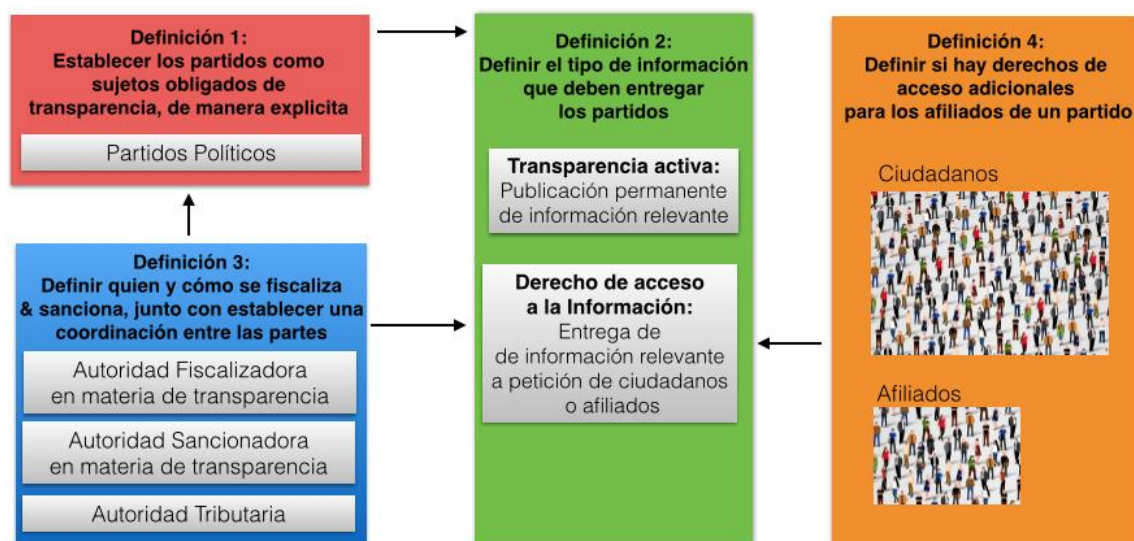 Definición 1:
Establecer los partidos como
sujetos obligados de
transparencia, de manera explicita
Partidos Políticos
Definición 3:
Definir quien y cómo se fiscaliza
& sanciona, junto con establecer una
coordinación entre las partes
Autoridad Fiscalizadora
en materia de transparencia
Autoridad Sancionadora
en materia de transparencia
Autoridad Tributaria
Definición 2:
Definir el tipo de información
que deben entregar
los partidos
Transparencia activa:
Publicación permanente
de información relevante
Derecho de acceso
a la Información:
Entrega de
de información relevante
a petición de ciudadanos
o afiliados
Definición 4:
Definir si hay derechos de
acceso adicionales
para los afiliados de un partido
Ciudadanos
Afiliados